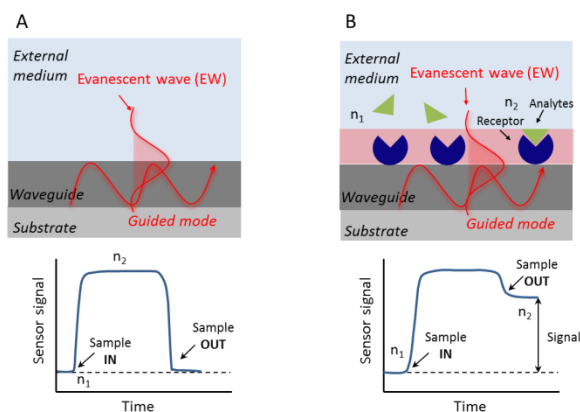 A
External
medium
Evanescent wave (EW)
Waveguide
Guided mode
Substrate
Sensor signal
n2
Sample
IN
Sample
OUT
n1
Time
B
External
medium
Evanescent wave (EW)
n1
n2
Analytes
Receptor
Waveguide
Guided mode
Substrate
Sensor signal
n1
Sample
IN
Sample
OUT
n2
Signal
Time